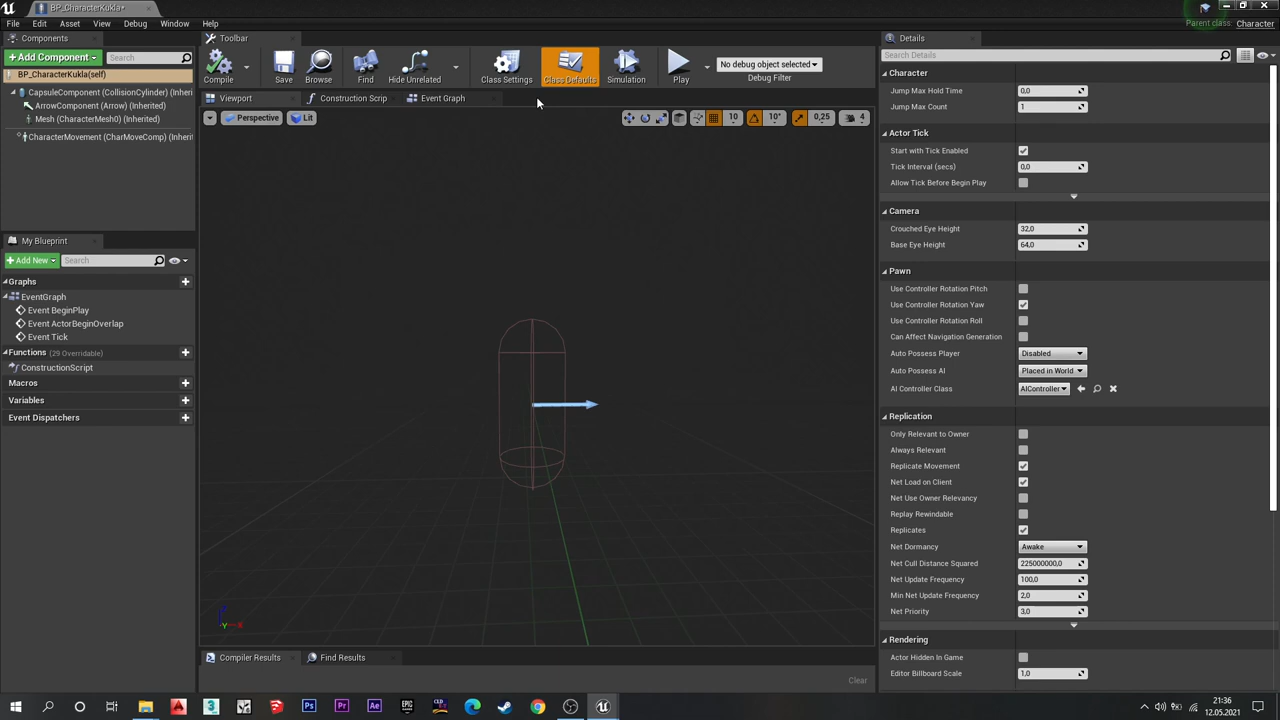 BP_CharacterKukla*
File Edit Asset View Debug Window Help
Parent class: Character
Components
Toolbar
Details
+ Add Component Search
Compile Save Browse Find Hide Unrelated Class Settings Class Defaults Simulation Play
No debug object selected
Debug Filter
Search Details
BP_CharacterKukla(self)
CapsuleComponent (CollisionCylinder) (Inheri
ArrowComponent (Arrow) (Inherited)
Mesh (CharacterMesh0) (Inherited)
CharacterMovement (CharMoveComp) (Inherit
Viewport Construction Scrip Event Graph
Perspective Lit
10 10° 0,25 4
My Blueprint
+ Add New Search
Graphs
EventGraph
Event BeginPlay
Event ActorBeginOverlap
Event Tick
Functions (29 Overridable)
ConstructionScript
Macros
Variables
Event Dispatchers
Z
Y X
Compiler Results Find Results
Clear
Character
Jump Max Hold Time 0,0
Jump Max Count 1
Actor Tick
Start with Tick Enabled
Tick Interval (secs) 0,0
Allow Tick Before Begin Play
Camera
Crouched Eye Height 32,0
Base Eye Height 64,0
Pawn
Use Controller Rotation Pitch
Use Controller Rotation Yaw
Use Controller Rotation Roll
Can Affect Navigation Generation
Auto Possess Player Disabled
Auto Possess AI Placed in World
AI Controller Class AIController
Replication
Only Relevant to Owner
Always Relevant
Replicate Movement
Net Load on Client
Net Use Owner Relevancy
Replay Rewindable
Replicates
Net Dormancy Awake
Net Cull Distance Squared 225000000,0
Net Update Frequency 100,0
Min Net Update Frequency 2,0
Net Priority 3,0
Rendering
Actor Hidden In Game
Editor Billboard Scale 1,0
Ps Pr Ae EPIC GAMES CLO
21:36
12.05.2021